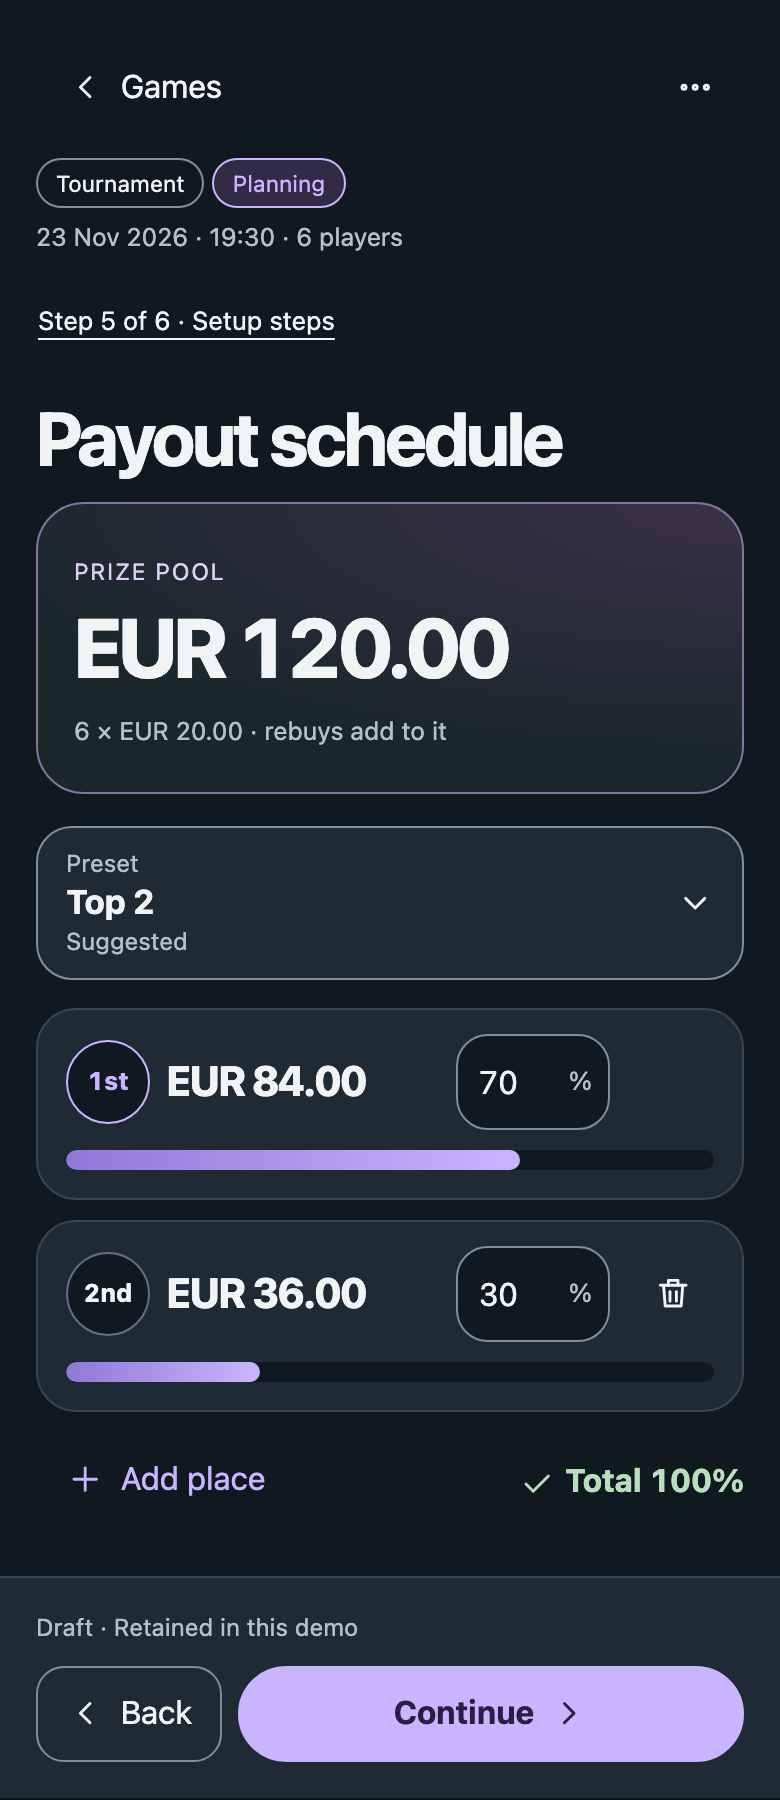 Games
Tournament Planning
23 Nov 2026 · 19:30 · 6 players
Step 5 of 6 · Setup steps
Payout schedule
PRIZE POOL
EUR 120.00
6 × EUR 20.00 · rebuys add to it
Preset
Top 2
Suggested
1st EUR 84.00 70 %
2nd EUR 36.00 30 %
Add place Total 100%
Draft · Retained in this demo
Back Continue